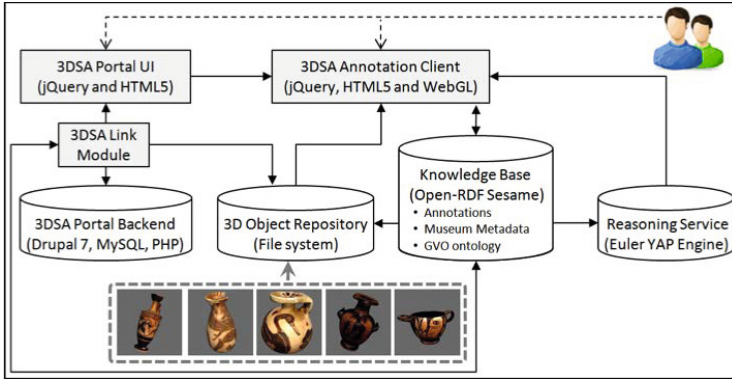 3DSA Portal UI
(jQuery and HTML5)
3DSA Annotation Client
(jQuery, HTML5 and WebGL)
3DSA Link
Module
3DSA Portal Backend
(Drupal 7, MySQL, PHP)
3D Object Repository
(File system)
Knowledge Base
(Open-RDF Sesame)
• Annotations
• Museum Metadata
• GVO ontology
Reasoning Service
(Euler YAP Engine)